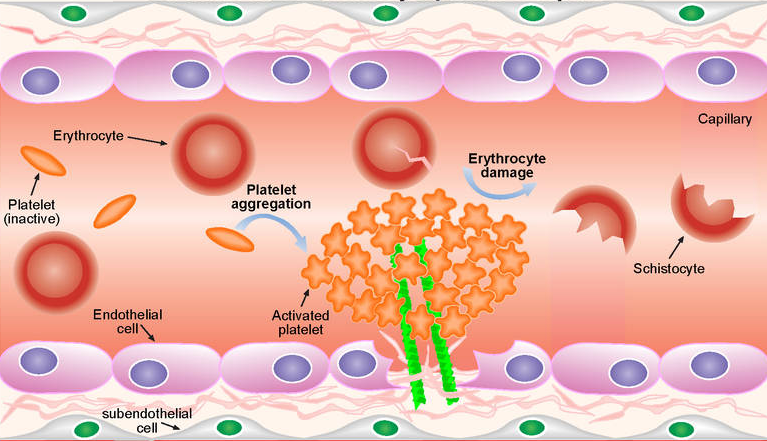 Capillary
Erythrocyte
Erythrocyte
damage
Platelet
aggregation
Platelet
(inactive)
Schistocyte
Endothelial
cell
Activated
platelet
subendothelial
cell